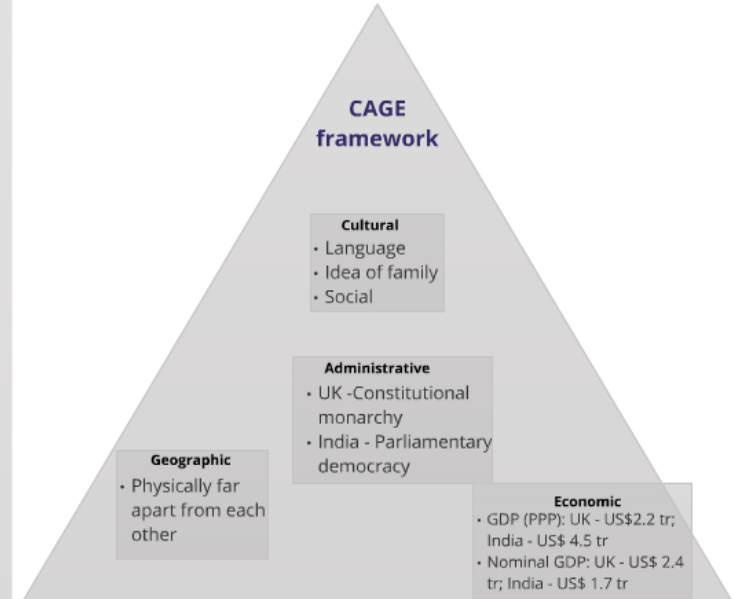 CAGE
framework
Cultural
• Language
• Idea of family
• Social
Administrative
• UK -Constitutional
monarchy
• India - Parliamentary
democracy
Geographic
• Physically far
apart from each
other
Economic
• GDP (PPP): UK - US$2.2 tr;
India - US$ 4.5 tr
• Nominal GDP: UK - US$ 2.4
tr; India - US$ 1.7 tr